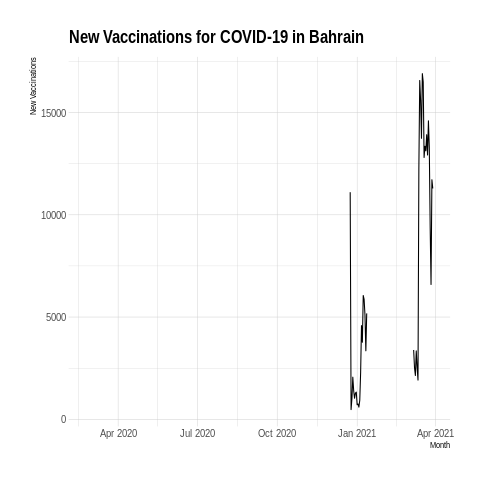 New Vaccinations for COVID-19 in Bahrain
New Vaccinations
15000
10000
5000
0
Apr 2020 Jul 2020 Oct 2020 Jan 2021 Apr 2021
Month